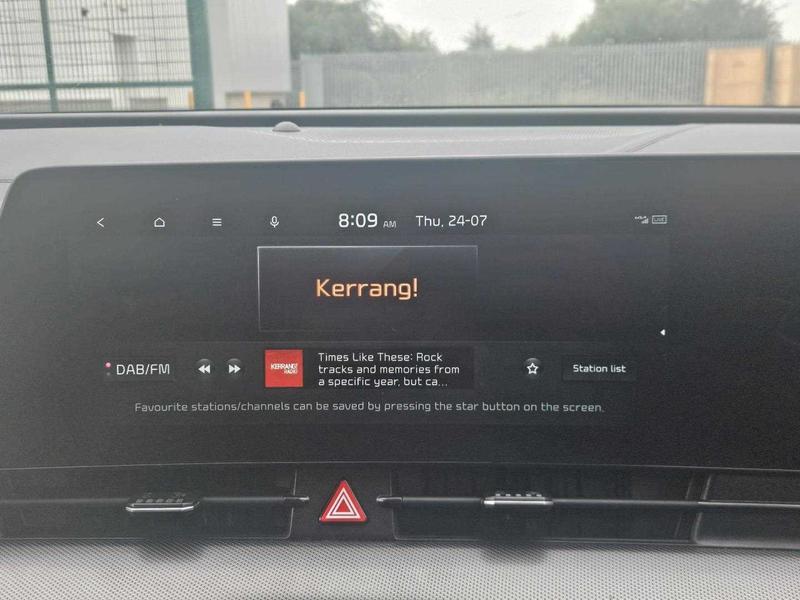 8:09 AM Thu, 24-07
LIVE
Kerrang!
DAB/FM
KERRANG!
RADIO
Times Like These: Rock
tracks and memories from
a specific year, but ca...
Station list
Favourite stations/channels can be saved by pressing the star button on the screen.